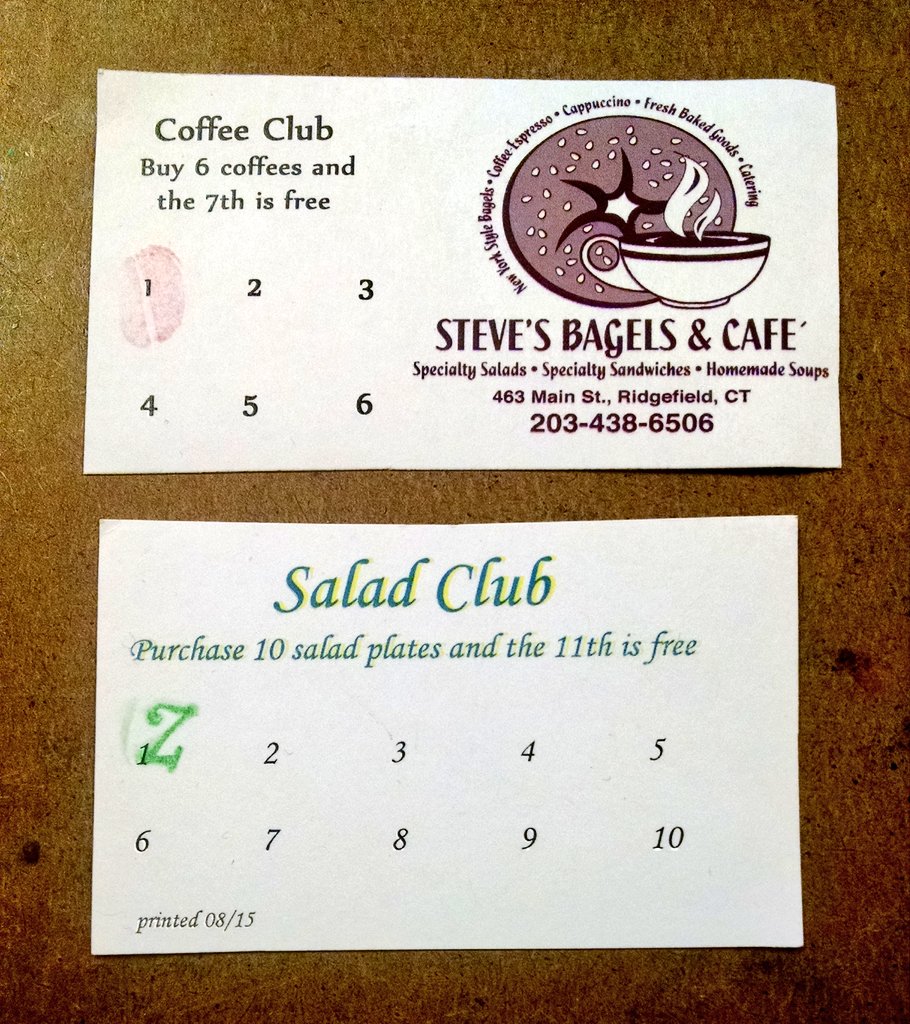 Coffee Club
Buy 6 coffees and
the 7th is free
1 2 3
4 5 6
New York Style Bagels • Coffee-Espresso • Cappuccino • Fresh Baked Goods • Catering
STEVE'S BAGELS & CAFE´
Specialty Salads • Specialty Sandwiches • Homemade Soups
463 Main St., Ridgefield, CT
203-438-6506
Salad Club
Purchase 10 salad plates and the 11th is free
Z
1 2 3 4 5
6 7 8 9 10
printed 08/15